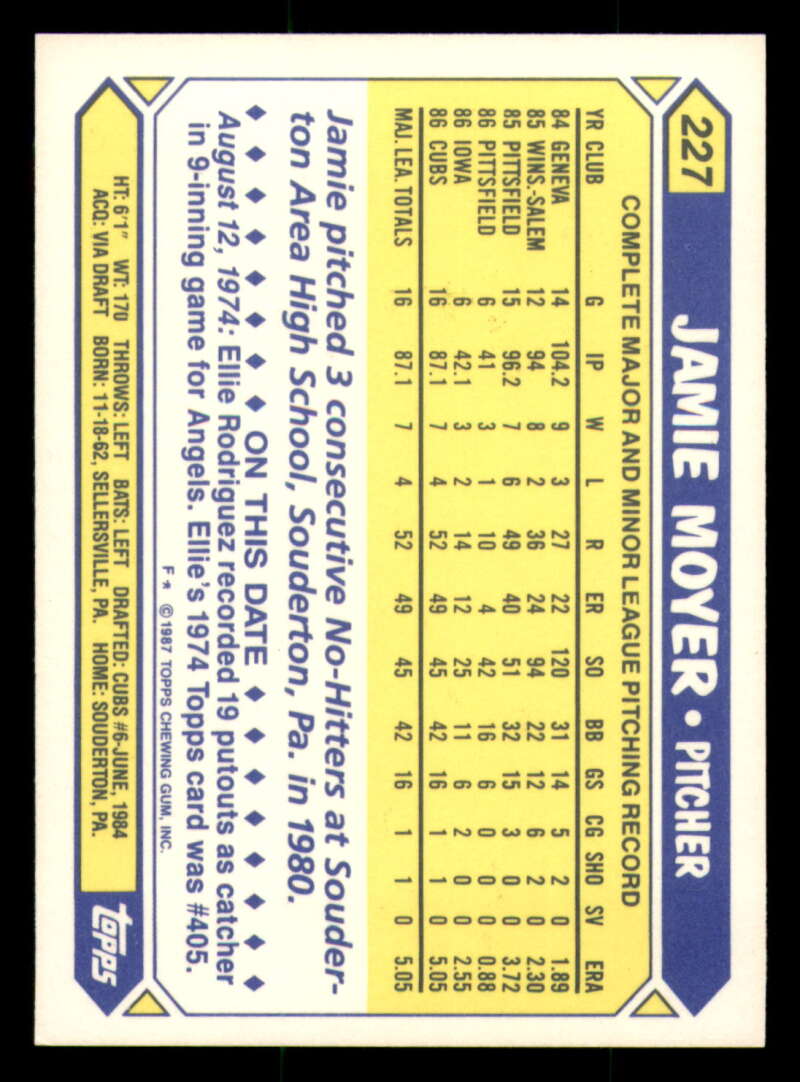 227 JAMIE MOYER • PITCHER
COMPLETE MAJOR AND MINOR LEAGUE PITCHING RECORD
YR CLUB G IP W L R ER SO BB GS CG SHO SV ERA
84 GENEVA 14 104.2 9 3 27 22 120 31 14 5 2 0 1.89
85 WINS.-SALEM 12 94 8 2 36 24 94 22 12 6 2 0 2.30
85 PITTSFIELD 15 96.2 7 6 49 40 51 32 15 3 0 0 3.72
86 PITTSFIELD 6 41 3 1 10 4 42 16 6 0 0 0 0.88
86 IOWA 6 42.1 3 2 14 12 25 11 6 2 0 0 2.55
86 CUBS 16 87.1 7 4 52 49 45 42 16 1 1 0 5.05
MAJ. LEA. TOTALS 16 87.1 7 4 52 49 45 42 16 1 1 0 5.05
Jamie pitched 3 consecutive No-Hitters at Souder-
ton Area High School, Souderton, Pa. in 1980.
♦ ♦ ♦ ♦ ♦ ♦ ♦ ON THIS DATE ♦ ♦ ♦ ♦ ♦ ♦ ♦
August 12, 1974: Ellie Rodriguez recorded 19 putouts as catcher
in 9-inning game for Angels. Ellie's 1974 Topps card was #405.
F* ©1987 TOPPS CHEWING GUM, INC.
HT: 6'1" WT: 170 THROWS: LEFT BATS: LEFT DRAFTED: CUBS #6-JUNE, 1984
ACQ: VIA DRAFT BORN: 11-18-62, SELLERSVILLE, PA. HOME: SOUDERTON, PA.
TOPPS